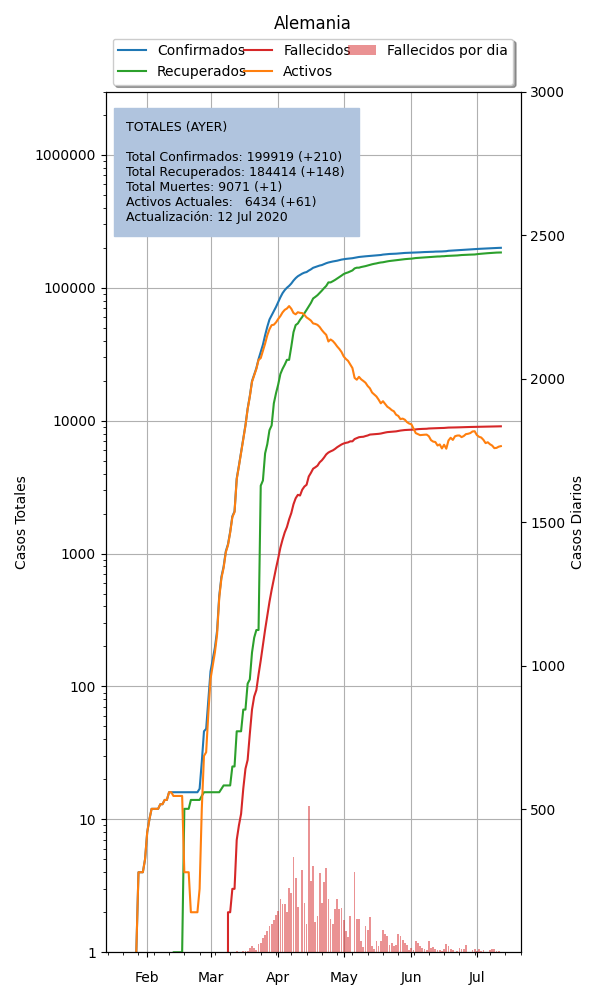 Alemania
Confirmados Fallecidos Fallecidos por dia
Recuperados Activos
3000
TOTALES (AYER)
1000000
Total Confirmados: 199919 (+210)
Total Recuperados: 184414 (+148)
Total Muertes: 9071 (+1)
Activos Actuales: 6434 (+61)
Actualización: 12 Jul 2020
2500
100000
2000
10000
Casos Totales
Casos Diarios
1500
1000
1000
100
500
10
1
Feb Mar Apr May Jun Jul